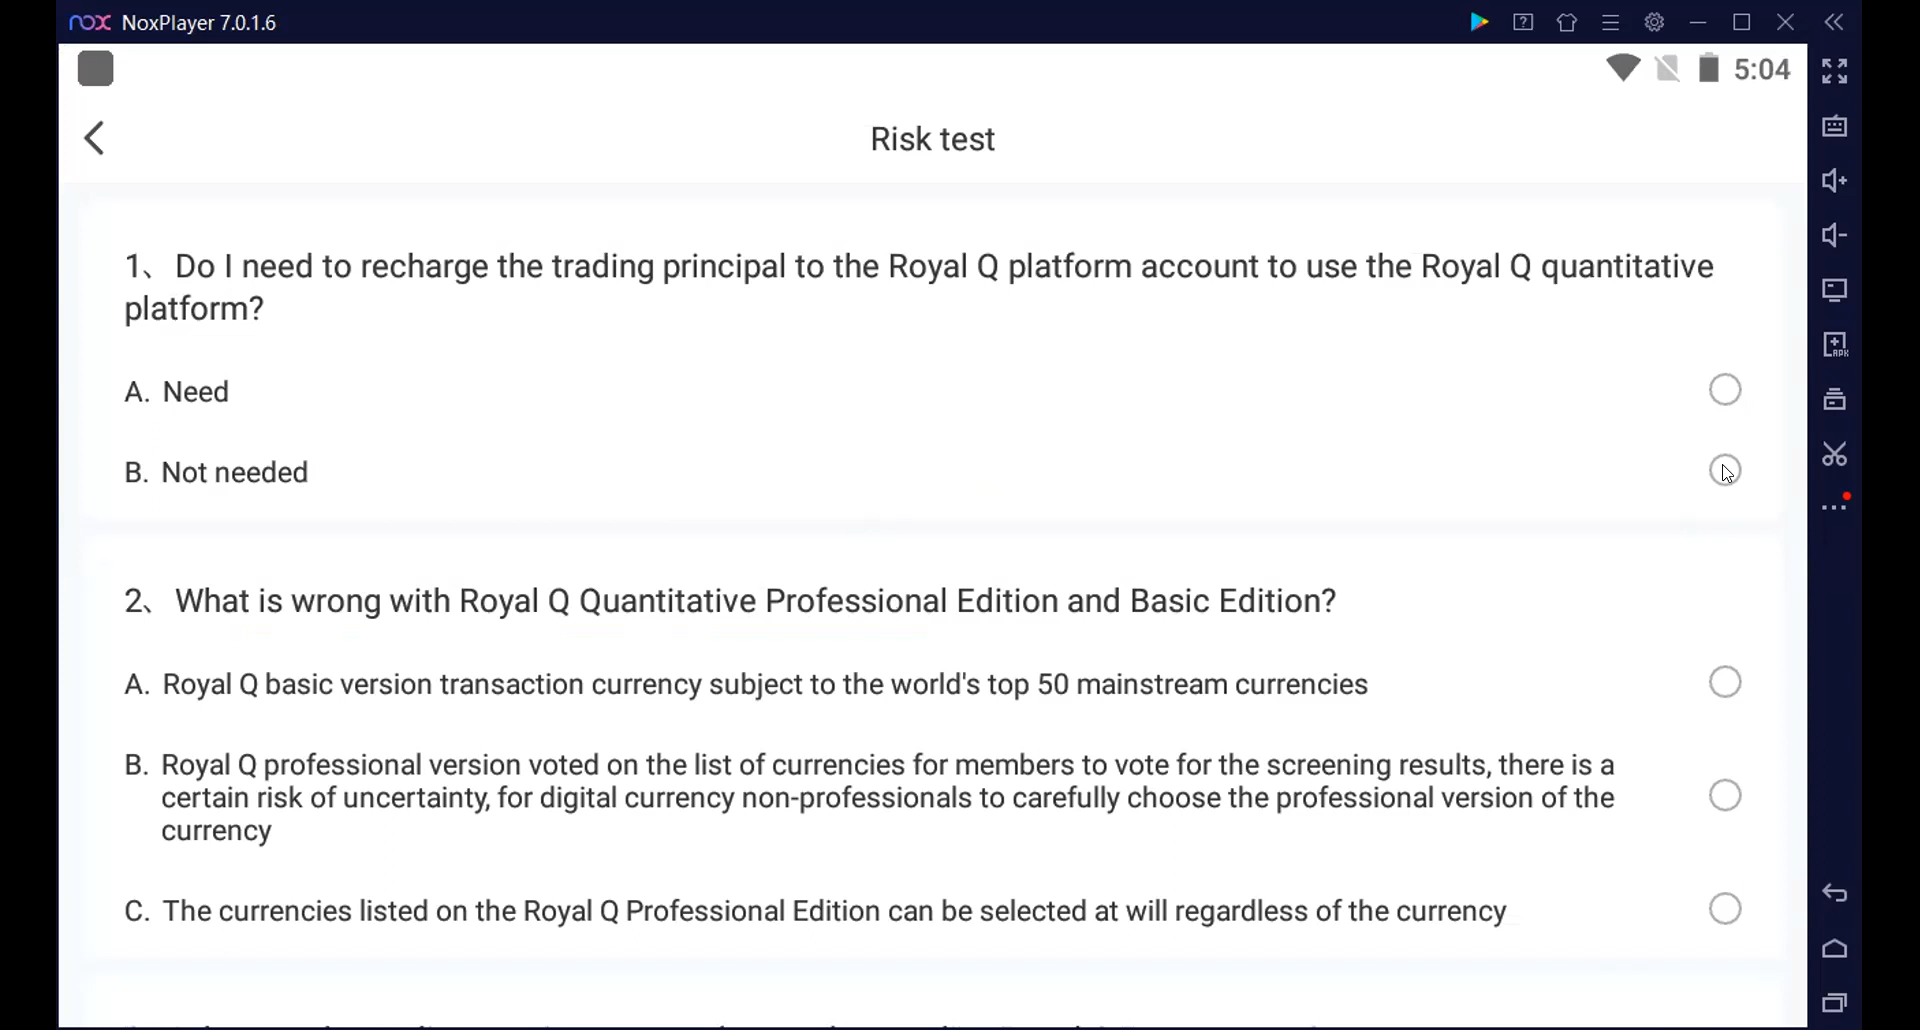 nox NoxPlayer 7.0.1.6
5:04
Risk test
1、 Do I need to recharge the trading principal to the Royal Q platform account to use the Royal Q quantitative
platform?
A. Need
B. Not needed
2、 What is wrong with Royal Q Quantitative Professional Edition and Basic Edition?
A. Royal Q basic version transaction currency subject to the world's top 50 mainstream currencies
B. Royal Q professional version voted on the list of currencies for members to vote for the screening results, there is a
certain risk of uncertainty, for digital currency non-professionals to carefully choose the professional version of the
currency
C. The currencies listed on the Royal Q Professional Edition can be selected at will regardless of the currency